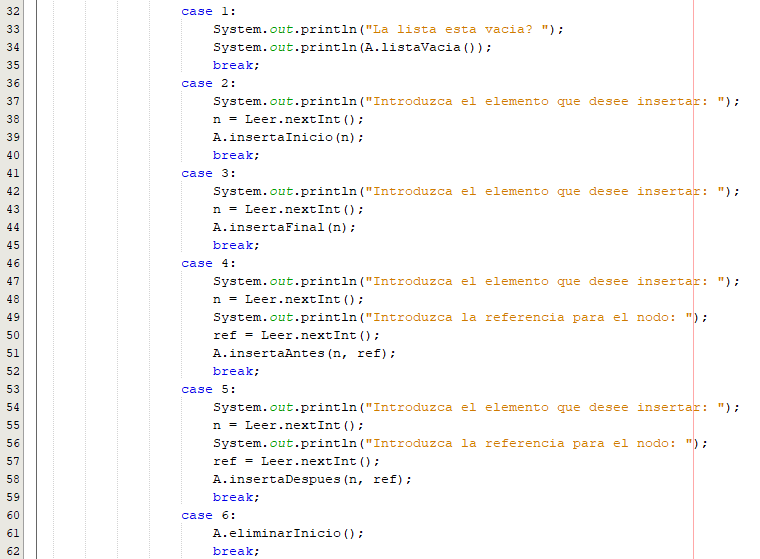 32 case 1:
33 System.out.println("La lista esta vacia? ");
34 System.out.println(A.listaVacia());
35 break;
36 case 2:
37 System.out.println("Introduzca el elemento que desee insertar: ");
38 n = Leer.nextInt();
39 A.insertaInicio(n);
40 break;
41 case 3:
42 System.out.println("Introduzca el elemento que desee insertar: ");
43 n = Leer.nextInt();
44 A.insertaFinal(n);
45 break;
46 case 4:
47 System.out.println("Introduzca el elemento que desee insertar: ");
48 n = Leer.nextInt();
49 System.out.println("Introduzca la referencia para el nodo: ");
50 ref = Leer.nextInt();
51 A.insertaAntes(n, ref);
52 break;
53 case 5:
54 System.out.println("Introduzca el elemento que desee insertar: ");
55 n = Leer.nextInt();
56 System.out.println("Introduzca la referencia para el nodo: ");
57 ref = Leer.nextInt();
58 A.insertaDespues(n, ref);
59 break;
60 case 6:
61 A.eliminarInicio();
62 break;